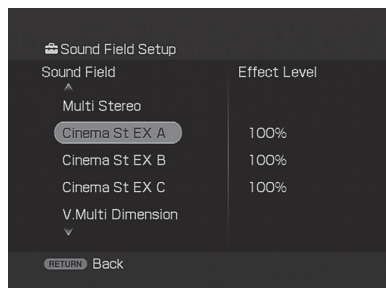 Sound Field Setup
Sound Field Effect Level
Multi Stereo
Cinema St EX A 100%
Cinema St EX B 100%
Cinema St EX C 100%
V.Multi Dimension
RETURN Back